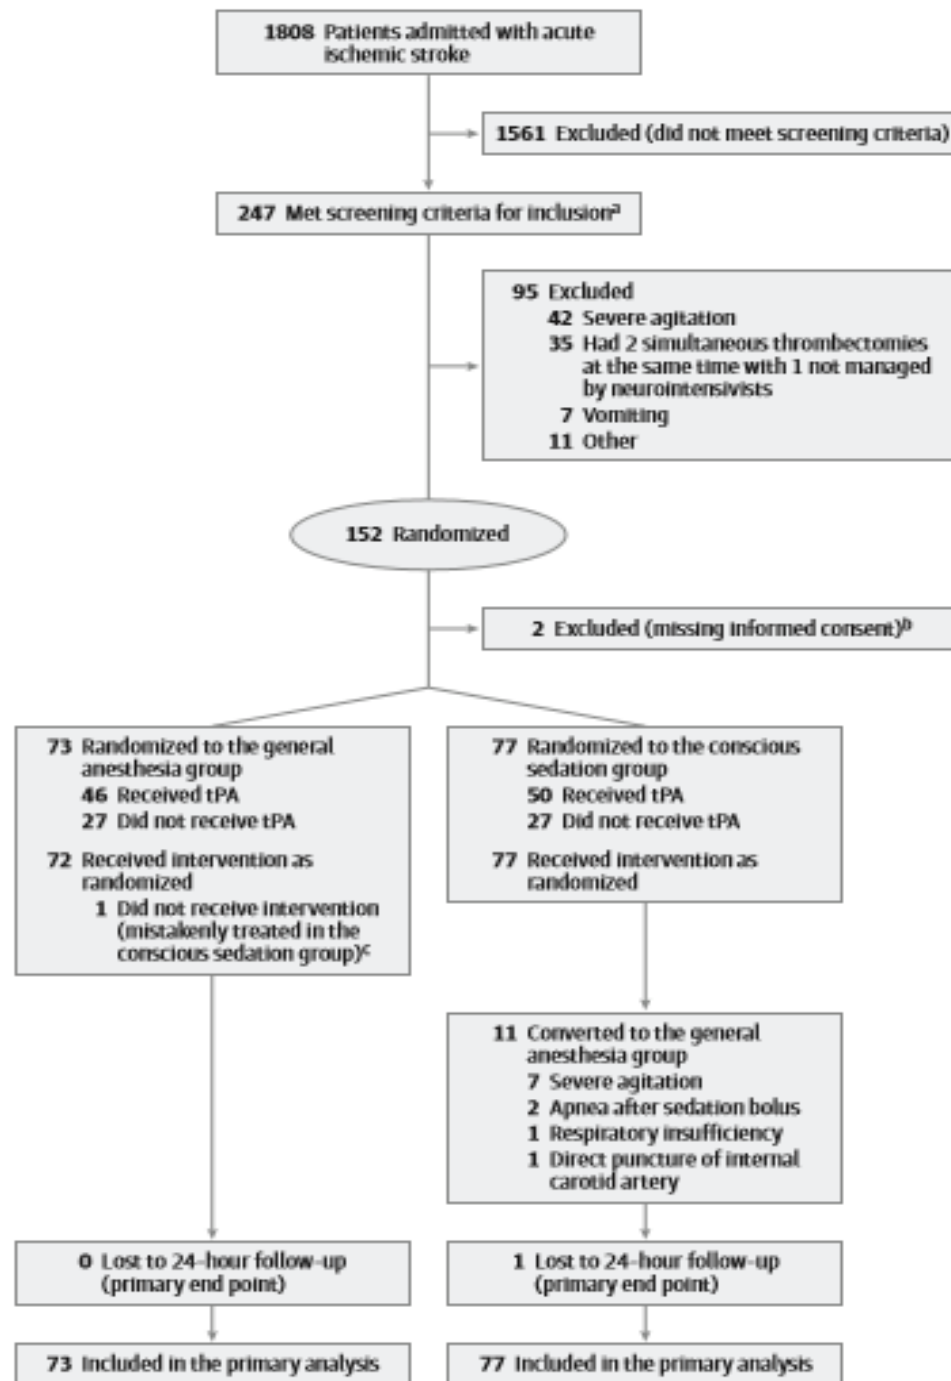 1808 Patients admitted with acute
ischemic stroke
1561 Excluded (did not meet screening criteria)
247 Met screening criteria for inclusionª
95 Excluded
42 Severe agitation
35 Had 2 simultaneous thrombectomies
at the same time with 1 not managed
by neurointensivists
7 Vomiting
11 Other
152 Randomized
2 Excluded (missing informed consent)ᵇ
73 Randomized to the general
anesthesia group
46 Received tPA
27 Did not receive tPA
72 Received intervention as
randomized
1 Did not receive intervention
(mistakenly treated in the
conscious sedation group)ᶜ
77 Randomized to the conscious
sedation group
50 Received tPA
27 Did not receive tPA
77 Received intervention as
randomized
11 Converted to the general
anesthesia group
7 Severe agitation
2 Apnea after sedation bolus
1 Respiratory insufficiency
1 Direct puncture of internal
carotid artery
0 Lost to 24-hour follow-up
(primary end point)
1 Lost to 24-hour follow-up
(primary end point)
73 Included in the primary analysis
77 Included in the primary analysis